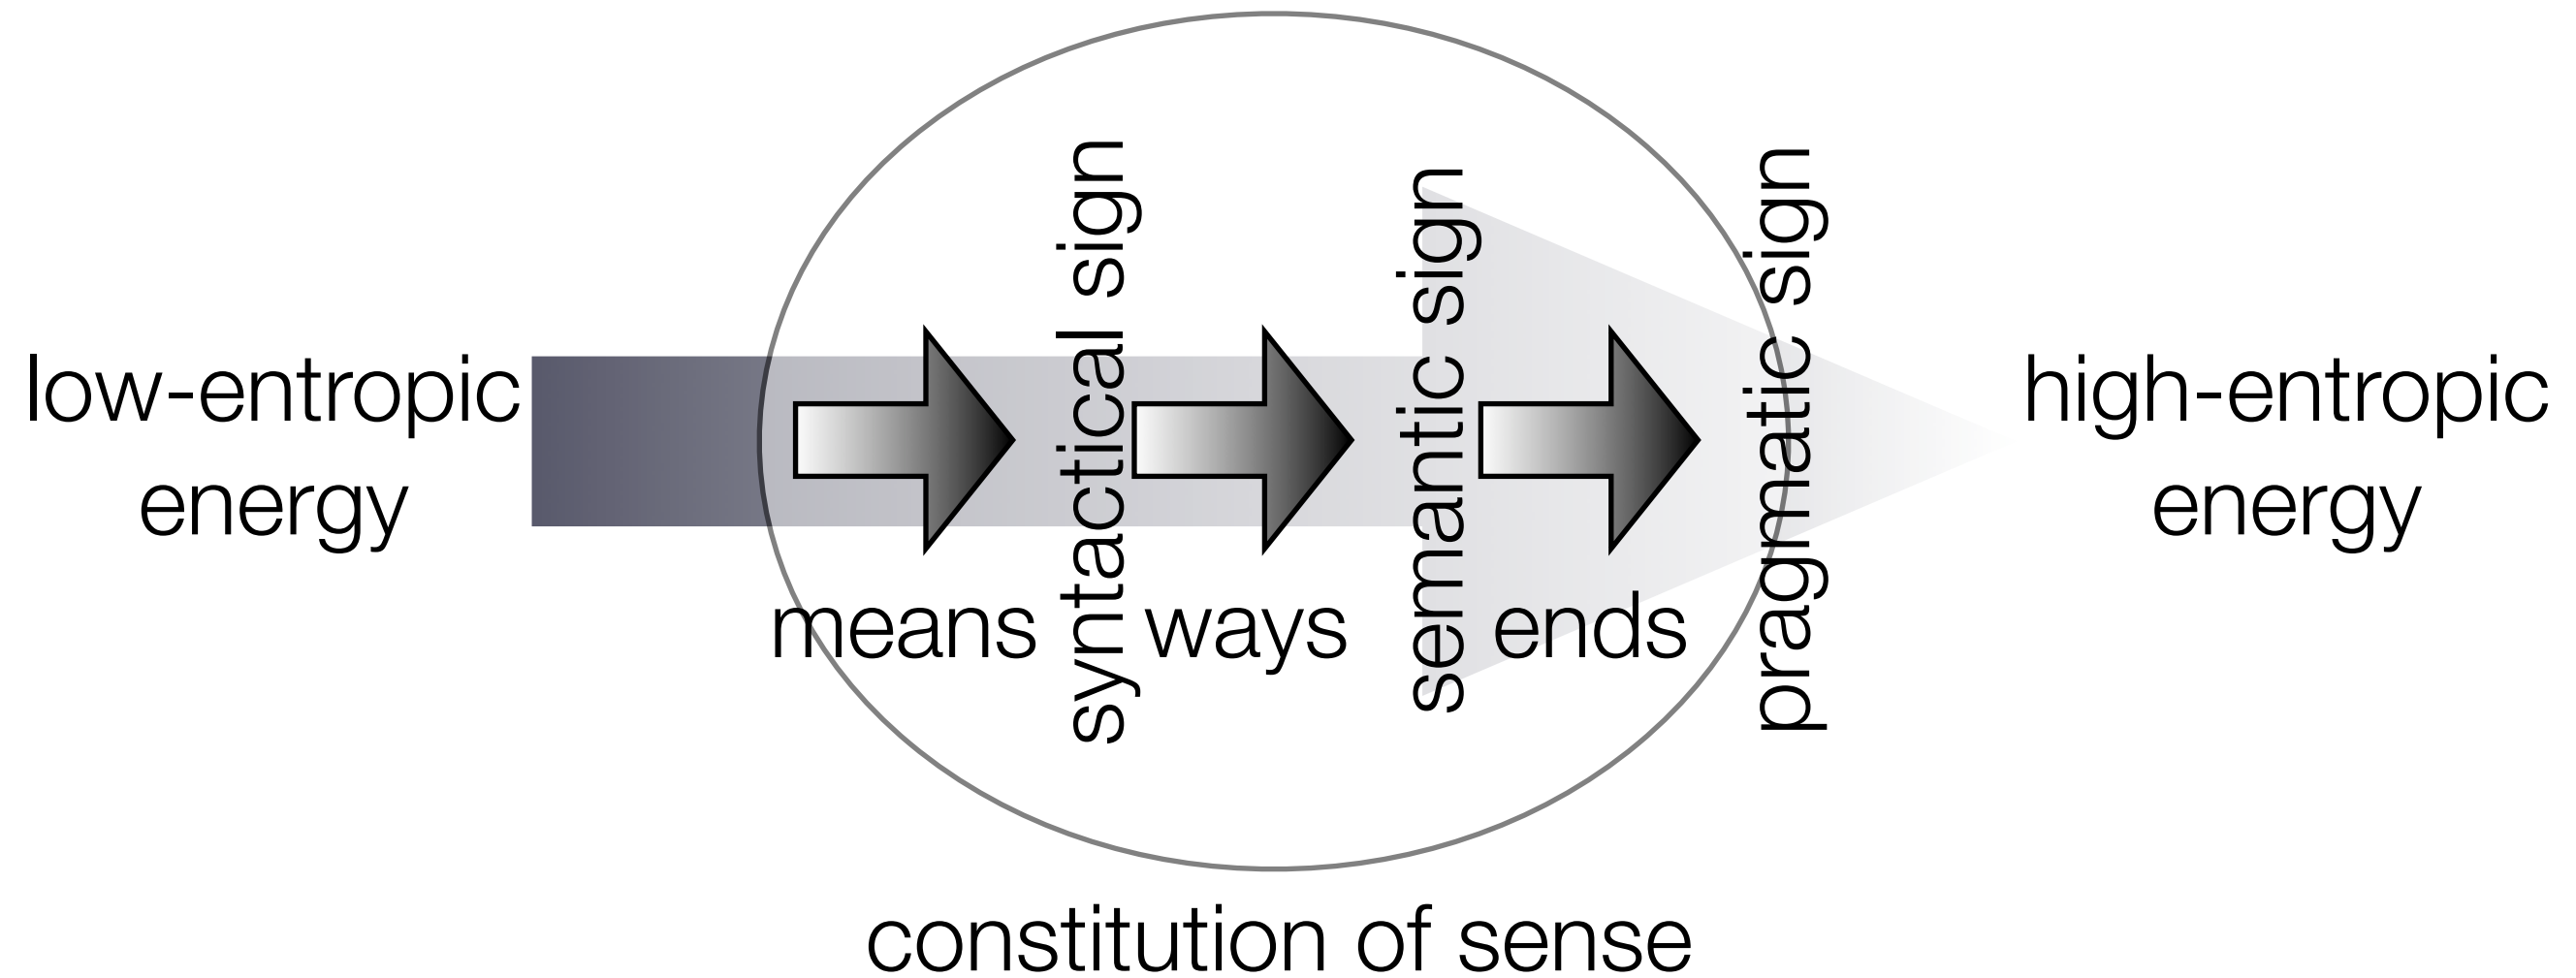 low-entropic
energy
means
syntactical sign
ways
semantic sign
ends
pragmatic sign
high-entropic
energy
constitution of sense